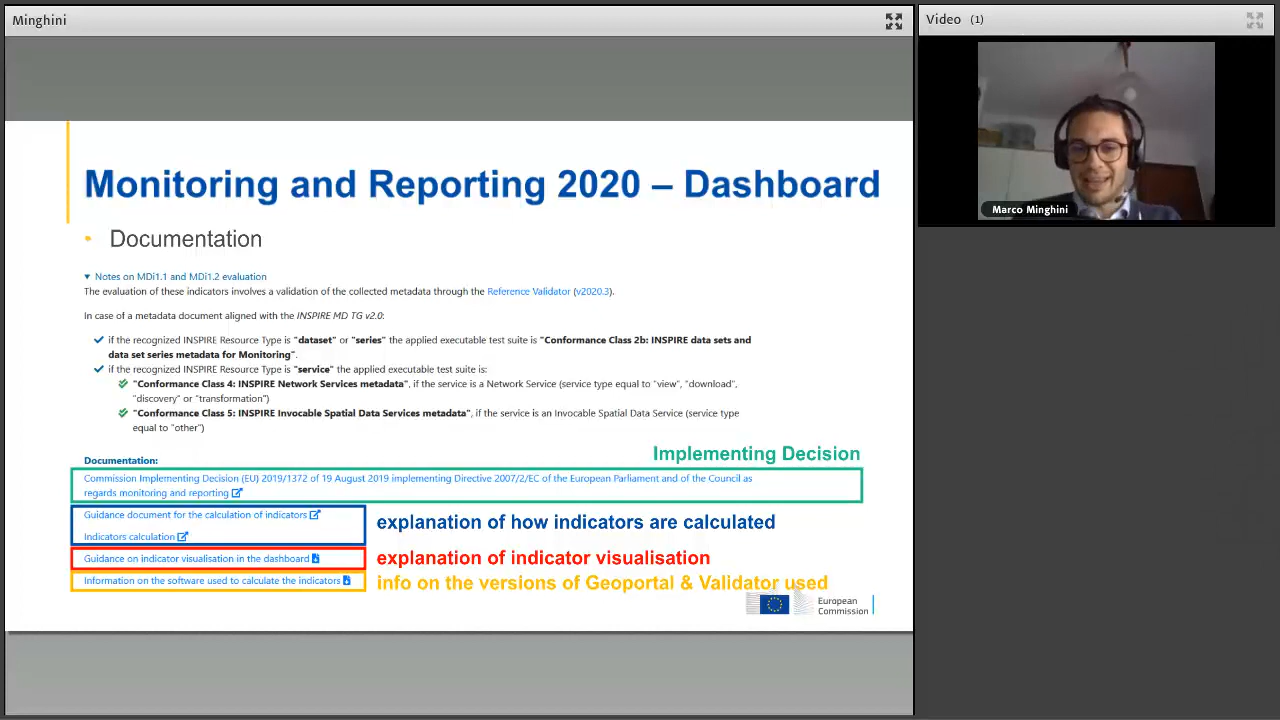 Minghini
Video (1)
Marco Minghini
Monitoring and Reporting 2020 – Dashboard
• Documentation
▼ Notes on MDi1.1 and MDi1.2 evaluation
The evaluation of these indicators involves a validation of the collected metadata through the Reference Validator (v2020.3).
In case of a metadata document aligned with the INSPIRE MD TG v2.0:
if the recognized INSPIRE Resource Type is "dataset" or "series" the applied executable test suite is "Conformance Class 2b: INSPIRE data sets and
data set series metadata for Monitoring".
if the recognized INSPIRE Resource Type is "service" the applied executable test suite is:
"Conformance Class 4: INSPIRE Network Services metadata", if the service is a Network Service (service type equal to "view", "download",
"discovery" or "transformation")
"Conformance Class 5: INSPIRE Invocable Spatial Data Services metadata", if the service is an Invocable Spatial Data Service (service type
equal to "other")
Implementing Decision
Documentation:
Commission Implementing Decision (EU) 2019/1372 of 19 August 2019 implementing Directive 2007/2/EC of the European Parliament and of the Council as
regards monitoring and reporting
Guidance document for the calculation of indicators
explanation of how indicators are calculated
Indicators calculation
Guidance on indicator visualisation in the dashboard
explanation of indicator visualisation
Information on the software used to calculate the indicators
info on the versions of Geoportal & Validator used
European
Commission